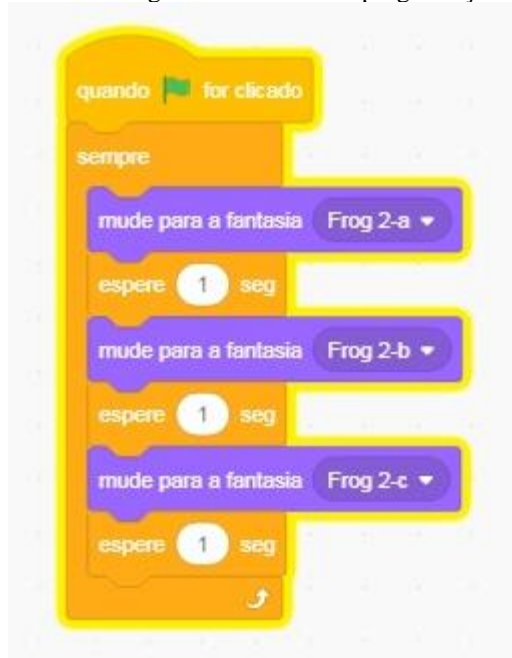 quando for clicado
sempre
mude para a fantasia Frog 2-a
espere 1 seg
mude para a fantasia Frog 2-b
espere 1 seg
mude para a fantasia Frog 2-c
espere 1 seg